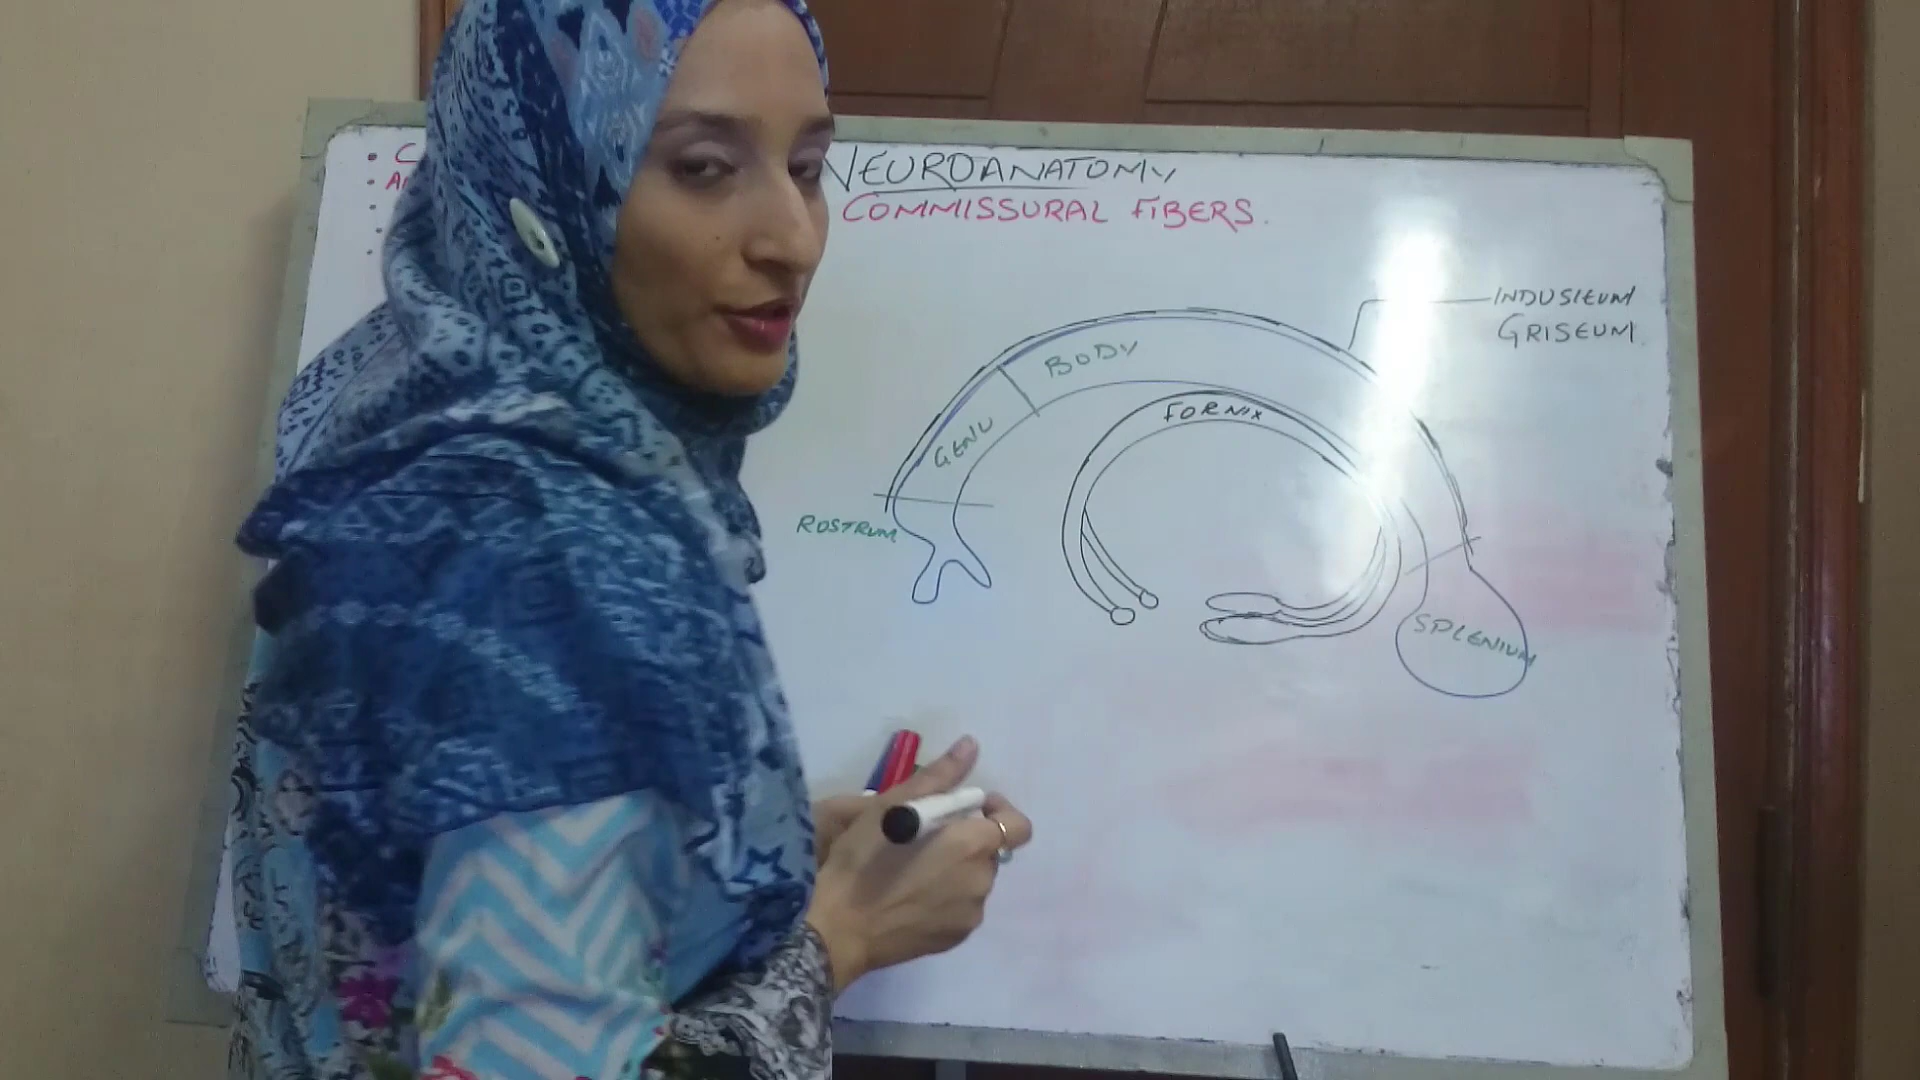 NEUROANATOMY
COMMISSURAL FIBERS.
INDUSIEUM
GRISEUM
BODY
FORNIX
GENU
ROSTRUM
SPLENIUM